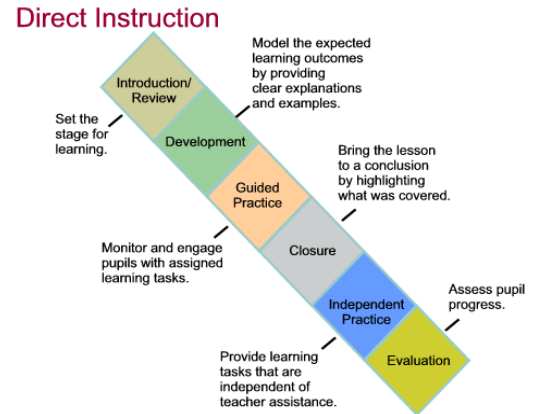 Direct Instruction
Introduction/
Review
Set the
stage for
learning.
Model the expected
learning outcomes
by providing
clear explanations
and examples.
Development
Guided
Practice
Monitor and engage
pupils with assigned
learning tasks.
Bring the lesson
to a conclusion
by highlighting
what was covered.
Closure
Independent
Practice
Provide learning
tasks that are
independent of
teacher assistance.
Assess pupil
progress.
Evaluation